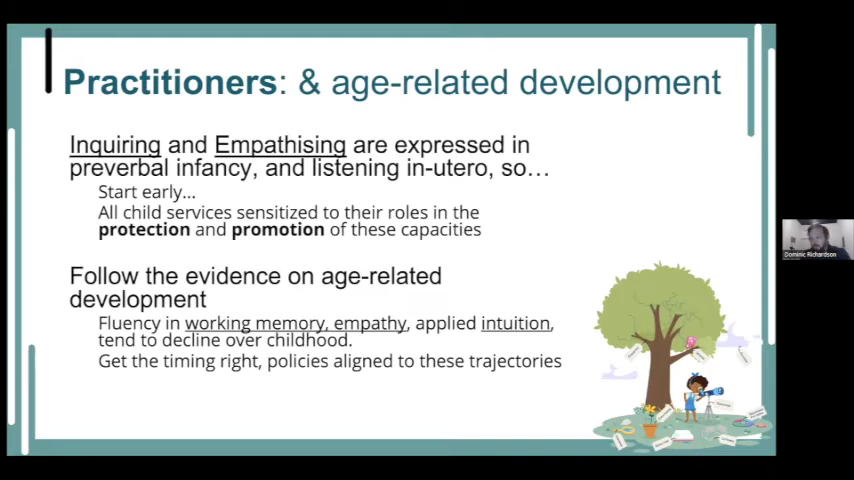 Practitioners: & age-related development
Inquiring and Empathising are expressed in
preverbal infancy, and listening in-utero, so…
Start early…
All child services sensitized to their roles in the
protection and promotion of these capacities
Follow the evidence on age-related
development
Fluency in working memory, empathy, applied intuition,
tend to decline over childhood.
Get the timing right, policies aligned to these trajectories
Dominic Richardson